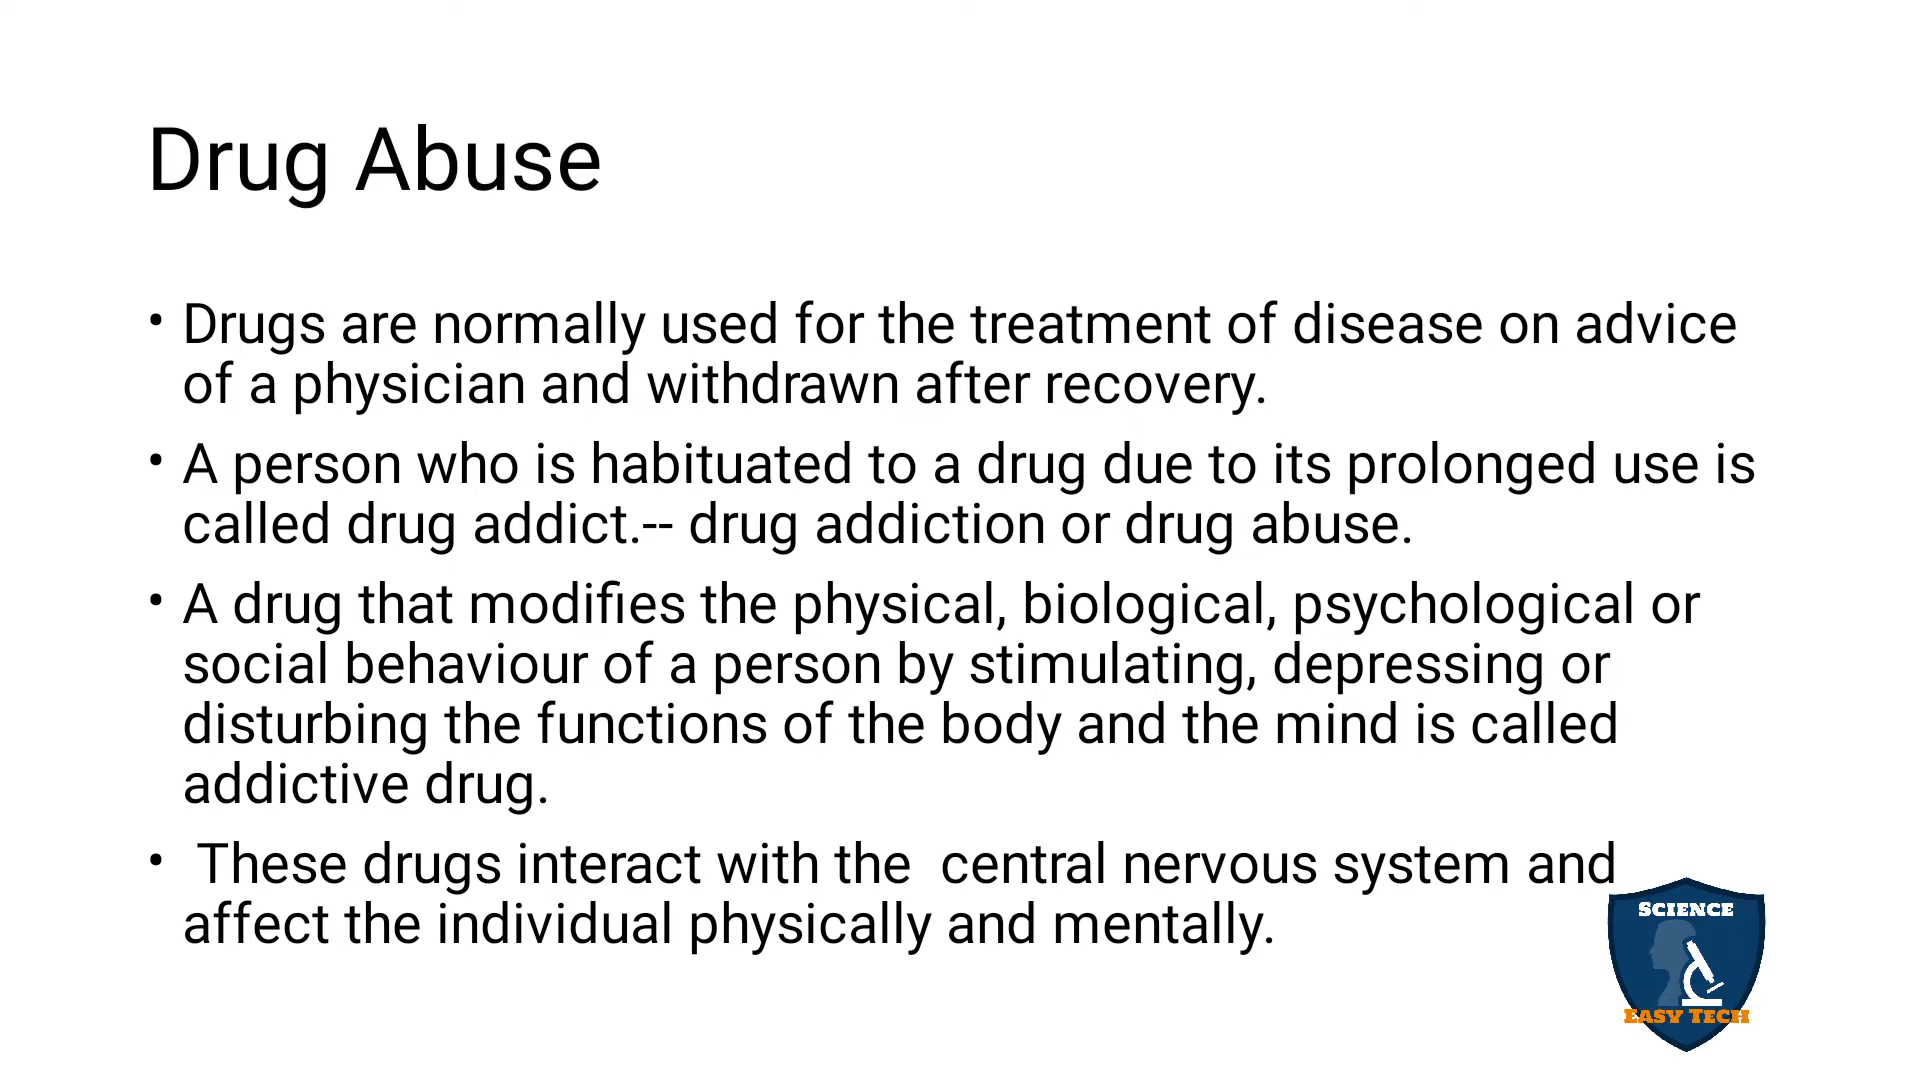 Drug Abuse
• Drugs are normally used for the treatment of disease on advice
of a physician and withdrawn after recovery.
• A person who is habituated to a drug due to its prolonged use is
called drug addict.-- drug addiction or drug abuse.
• A drug that modifies the physical, biological, psychological or
social behaviour of a person by stimulating, depressing or
disturbing the functions of the body and the mind is called
addictive drug.
•  These drugs interact with the  central nervous system and
affect the individual physically and mentally.
SCIENCE
EASY TECH